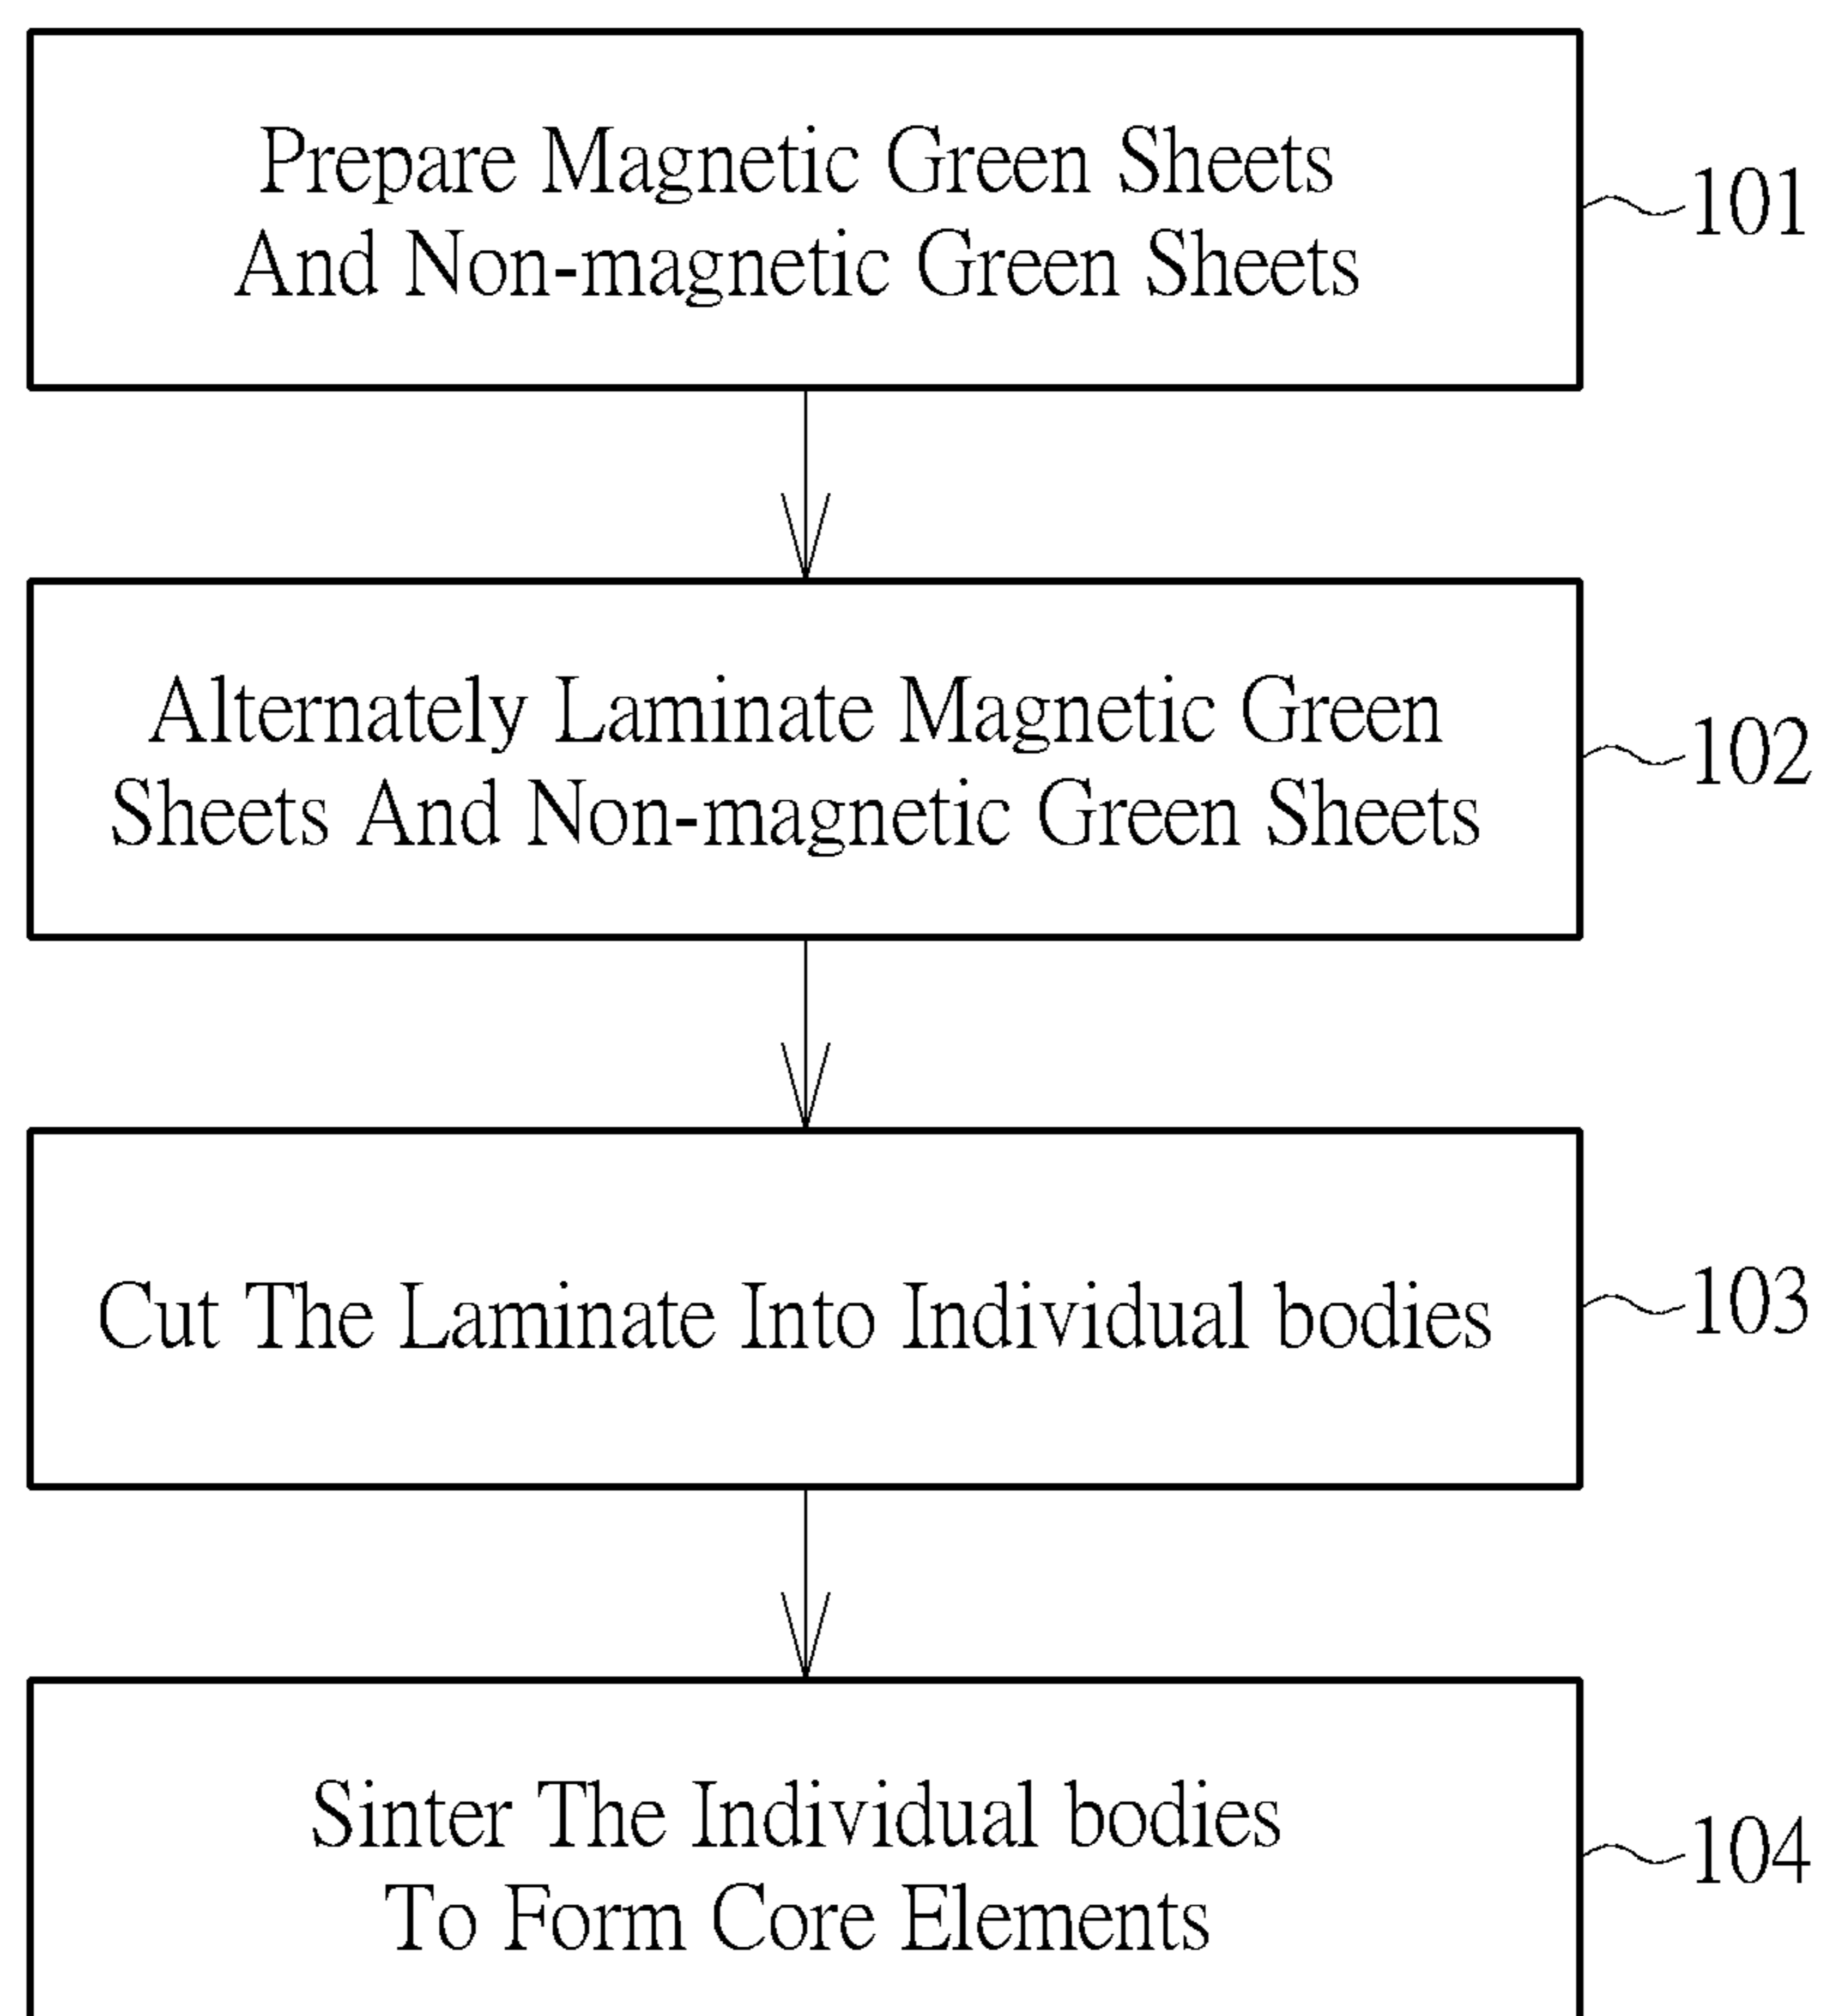 Prepare Magnetic Green Sheets
And Non-magnetic Green Sheets
101
Alternately Laminate Magnetic Green
Sheets And Non-magnetic Green Sheets
102
Cut The Laminate Into Individual bodies
103
Sinter The Individual bodies
To Form Core Elements
104